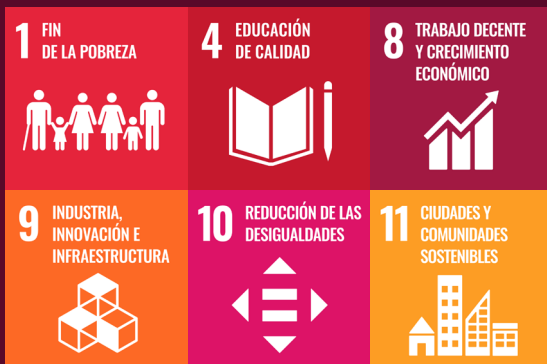 1 FIN
DE LA POBREZA
4 EDUCACIÓN
DE CALIDAD
8 TRABAJO DECENTE
Y CRECIMIENTO
ECONÓMICO
9 INDUSTRIA,
INNOVACIÓN E
INFRAESTRUCTURA
10 REDUCCIÓN DE LAS
DESIGUALDADES
11 CIUDADES Y
COMUNIDADES
SOSTENIBLES